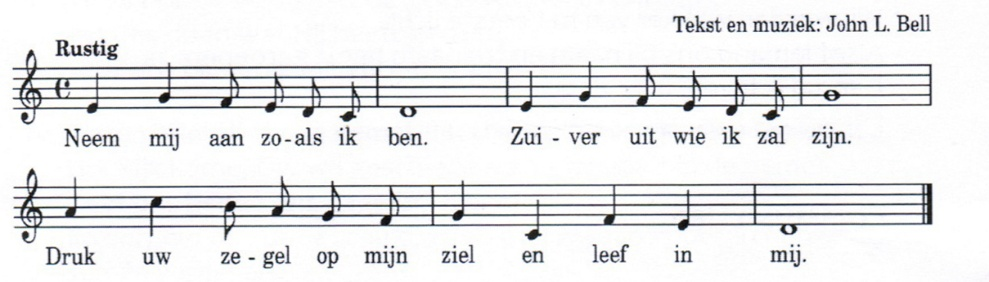 Tekst en muziek: John L. Bell
Rustig
Neem mij aan zo-als ik ben. Zui - ver uit wie ik zal zijn.
Druk uw ze - gel op mijn ziel en leef in mij.